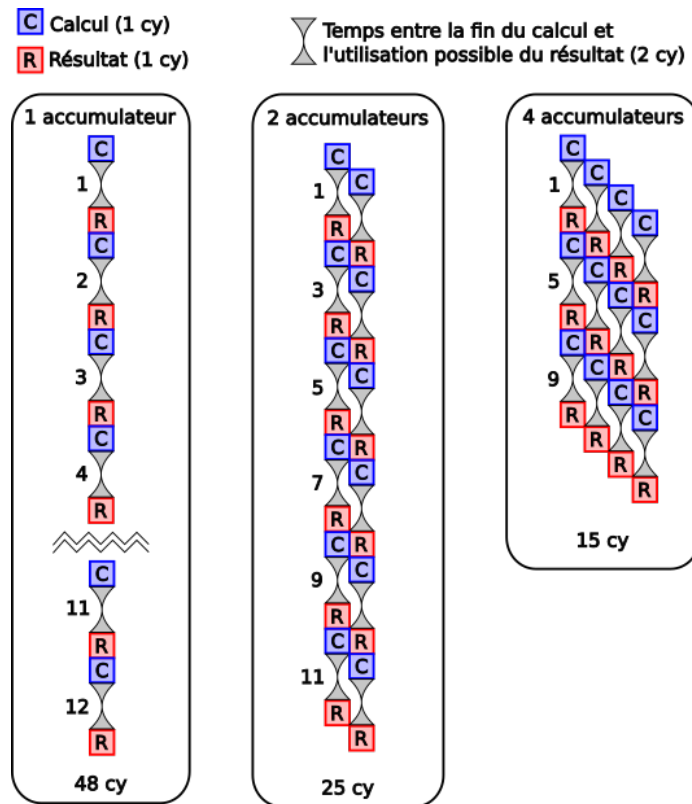 C Calcul (1 cy)
R Résultat (1 cy)
Temps entre la fin du calcul et
l'utilisation possible du résultat (2 cy)
1 accumulateur
C
1
R
C
2
R
C
3
R
C
4
R
C
11
R
C
12
R
48 cy
2 accumulateurs
C
C
1
R
R
C
C
3
R
R
C
C
5
R
R
C
C
7
R
R
C
C
9
R
R
C
C
11
R
R
25 cy
4 accumulateurs
C
C
1
C
C
R
R
C
C R
5
C R
C
R
R
C
C R
9
C R
C
R
R
R
R
15 cy